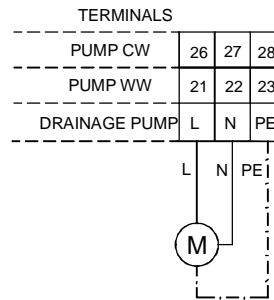 TERMINALS
PUMP CW 26 27 28
PUMP WW 21 22 23
DRAINAGE PUMP L N PE
L N PE
M